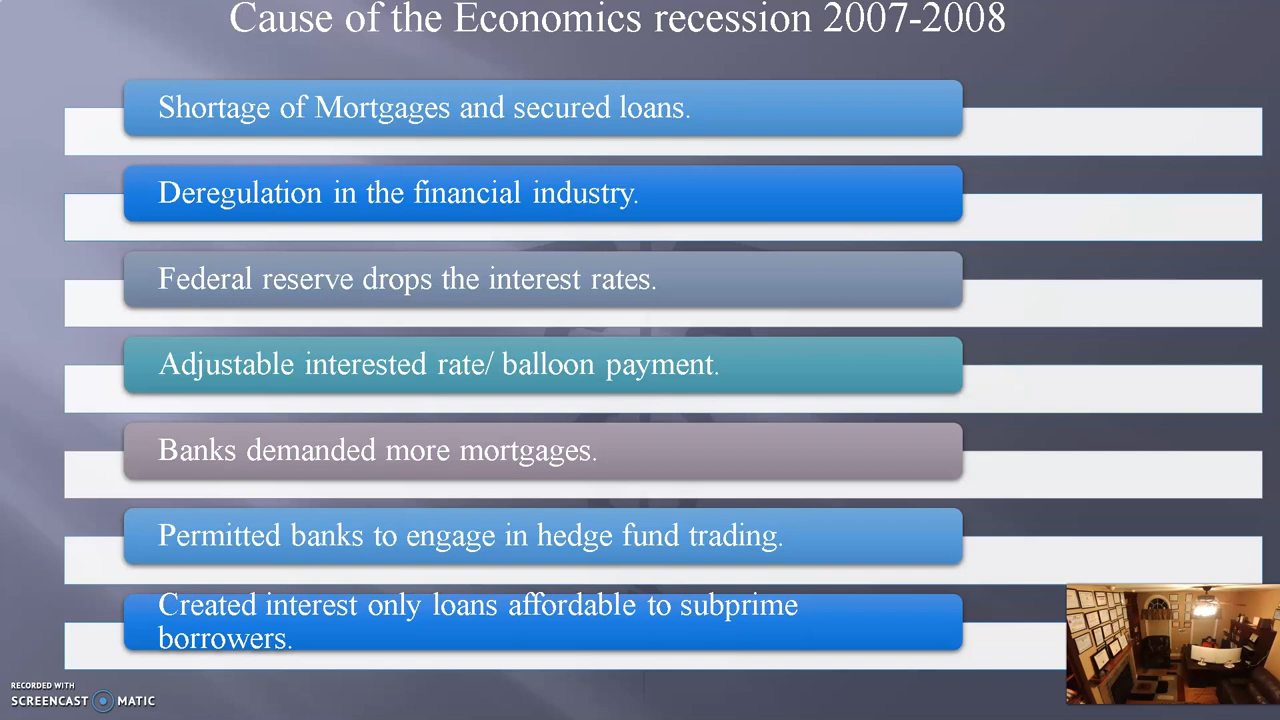 Cause of the Economics recession 2007-2008
Shortage of Mortgages and secured loans.
Deregulation in the financial industry.
Federal reserve drops the interest rates.
Adjustable interested rate/ balloon payment.
Banks demanded more mortgages.
Permitted banks to engage in hedge fund trading.
Created interest only loans affordable to subprime
borrowers.
RECORDED WITH
SCREENCAST MATIC